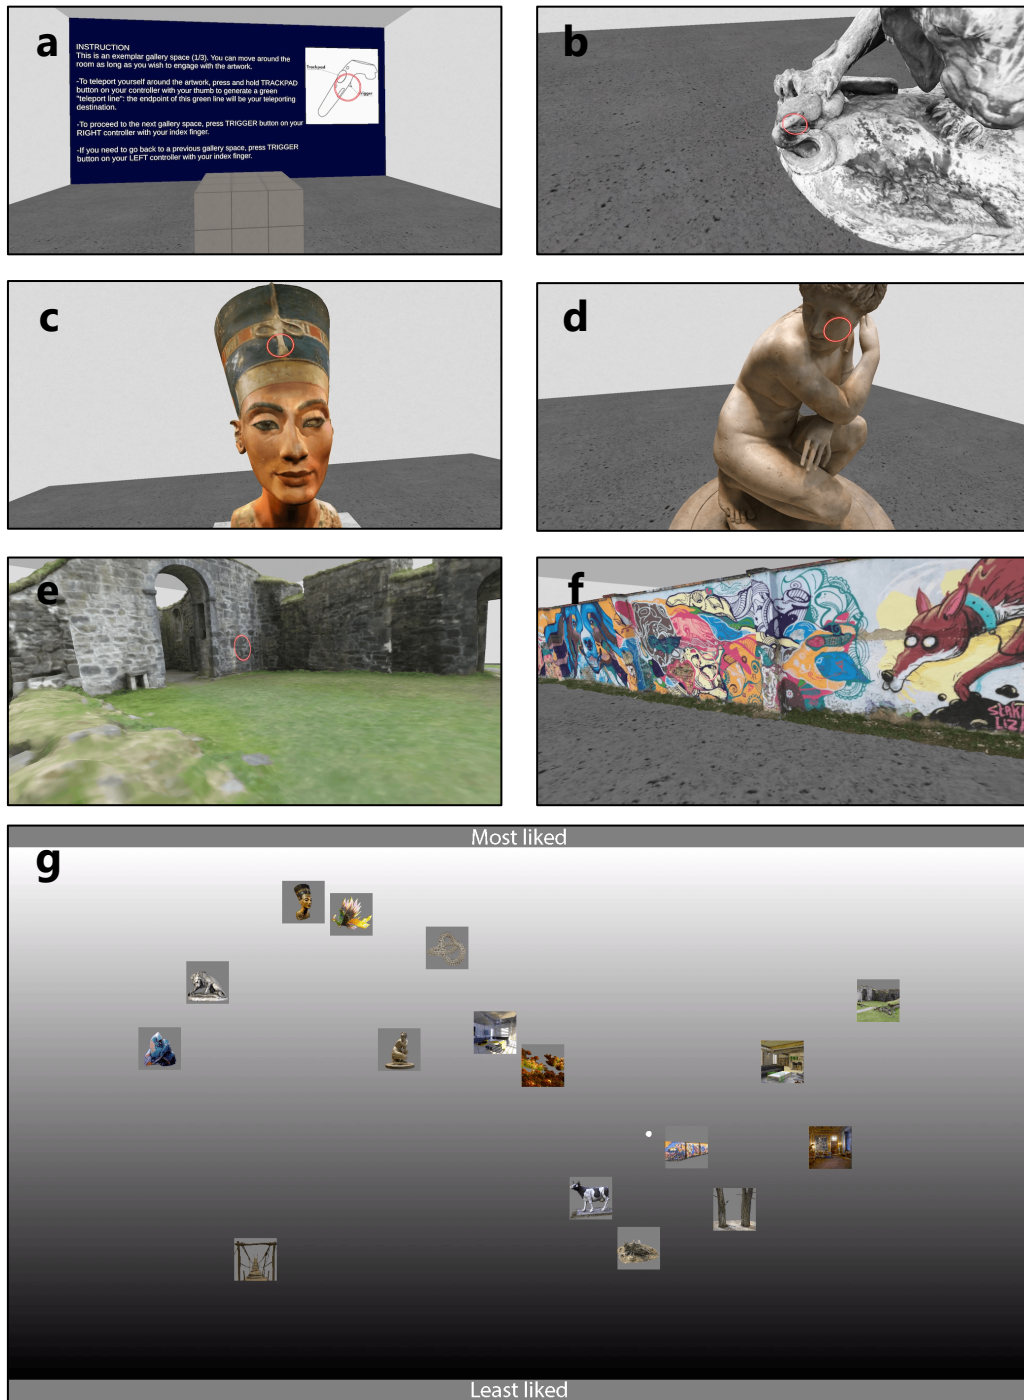 a
INSTRUCTION
This is an exemplar gallery space (1/3). You can move around the
room as long as you wish to engage with the artwork.
-To teleport yourself around the artwork, press and hold TRACKPAD
button on your controller with your thumb to generate a green
"teleport line": the endpoint of this green line will be your teleporting
destination.
-To proceed to the next gallery space, press TRIGGER button on your
RIGHT controller with your index finger.
-If you need to go back to a previous gallery space, press TRIGGER
button on your LEFT controller with your index finger.
Trackpad
Trigger
b
c
d
e
f
g
Most liked
Least liked